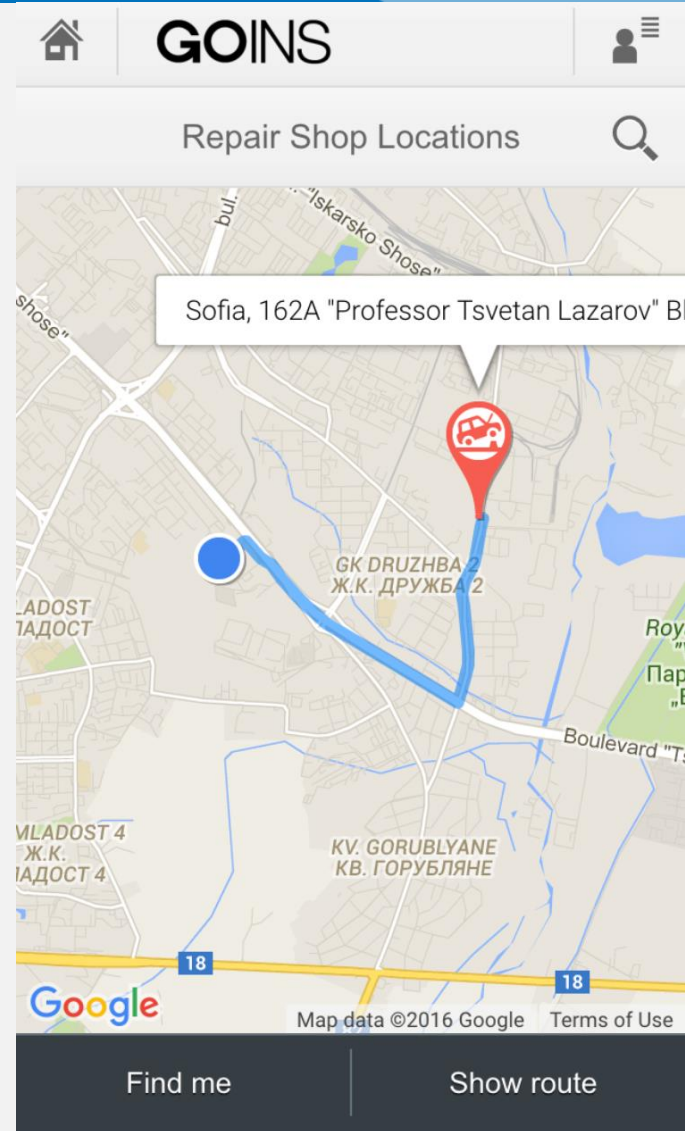 GOINS
Repair Shop Locations
bul.
"Iskarsko Shose"
shose"
Sofia, 162A "Professor Tsvetan Lazarov" Bl
GK DRUZHBA 2
Ж.К. ДРУЖБА 2
LADOST
ЛАДОСТ
Roy
Пар
Boulevard "Ts
MLADOST 4
Ж.К.
ЛАДОСТ 4
KV. GORUBLYANE
КВ. ГОРУБЛЯНЕ
18
18
Google
Map data ©2016 Google
Terms of Use
Find me
Show route